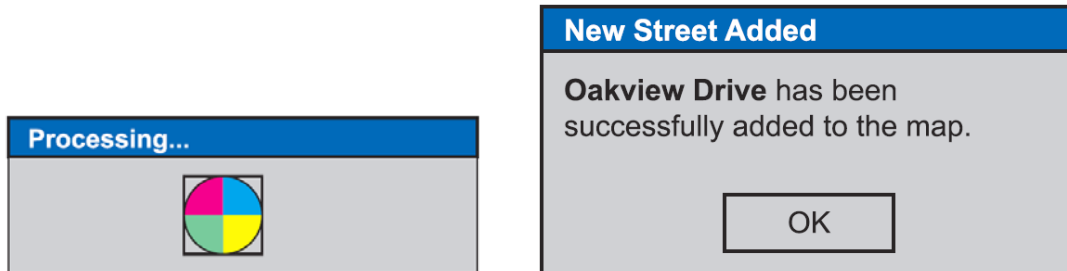 Processing...
New Street Added
Oakview Drive has been
successfully added to the map.
OK